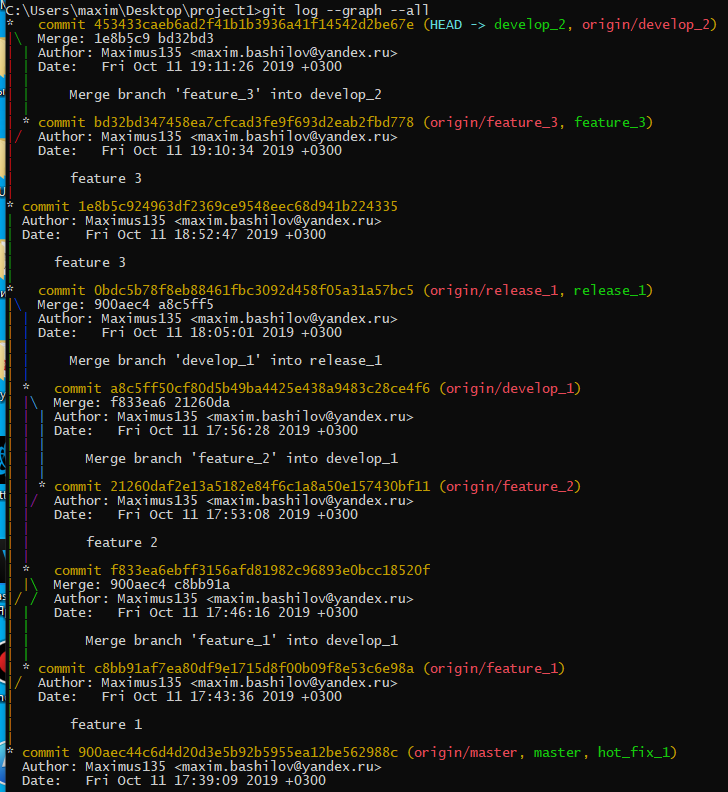 C:\Users\maxim\Desktop\project1>git log --graph --all
* commit 453433caeb6ad2f41b1b3936a41f14542d2be67e (HEAD -> develop_2, origin/develop_2)
|\ Merge: 1e8b5c9 bd32bd3
| | Author: Maximus135 <maxim.bashilov@yandex.ru>
| | Date: Fri Oct 11 19:11:26 2019 +0300
| |
| | Merge branch 'feature_3' into develop_2
| |
| * commit bd32bd347458ea7cfcad3fe9f693d2eab2fbd778 (origin/feature_3, feature_3)
|/ Author: Maximus135 <maxim.bashilov@yandex.ru>
| Date: Fri Oct 11 19:10:34 2019 +0300
|
| feature 3
|
* commit 1e8b5c924963df2369ce9548eec68d941b224335
| Author: Maximus135 <maxim.bashilov@yandex.ru>
| Date: Fri Oct 11 18:52:47 2019 +0300
|
| feature 3
|
* commit 0bdc5b78f8eb88461fbc3092d458f05a31a57bc5 (origin/release_1, release_1)
|\ Merge: 900aec4 a8c5ff5
| | Author: Maximus135 <maxim.bashilov@yandex.ru>
| | Date: Fri Oct 11 18:05:01 2019 +0300
| |
| | Merge branch 'develop_1' into release_1
| |
| * commit a8c5ff50cf80d5b49ba4425e438a9483c28ce4f6 (origin/develop_1)
| |\ Merge: f833ea6 21260da
| | | Author: Maximus135 <maxim.bashilov@yandex.ru>
| | | Date: Fri Oct 11 17:56:28 2019 +0300
| | |
| | | Merge branch 'feature_2' into develop_1
| | |
| | * commit 21260daf2e13a5182e84f6c1a8a50e157430bf11 (origin/feature_2)
| |/ Author: Maximus135 <maxim.bashilov@yandex.ru>
| | Date: Fri Oct 11 17:53:08 2019 +0300
| |
| | feature 2
| |
| * commit f833ea6ebff3156afd81982c96893e0bcc18520f
| |\ Merge: 900aec4 c8bb91a
|/ / Author: Maximus135 <maxim.bashilov@yandex.ru>
| | Date: Fri Oct 11 17:46:16 2019 +0300
| |
| | Merge branch 'feature_1' into develop_1
| |
| * commit c8bb91af7ea80df9e1715d8f00b09f8e53c6e98a (origin/feature_1)
|/ Author: Maximus135 <maxim.bashilov@yandex.ru>
| Date: Fri Oct 11 17:43:36 2019 +0300
|
| feature 1
|
* commit 900aec44c6d4d20d3e5b92b5955ea12be562988c (origin/master, master, hot_fix_1)
Author: Maximus135 <maxim.bashilov@yandex.ru>
Date: Fri Oct 11 17:39:09 2019 +0300